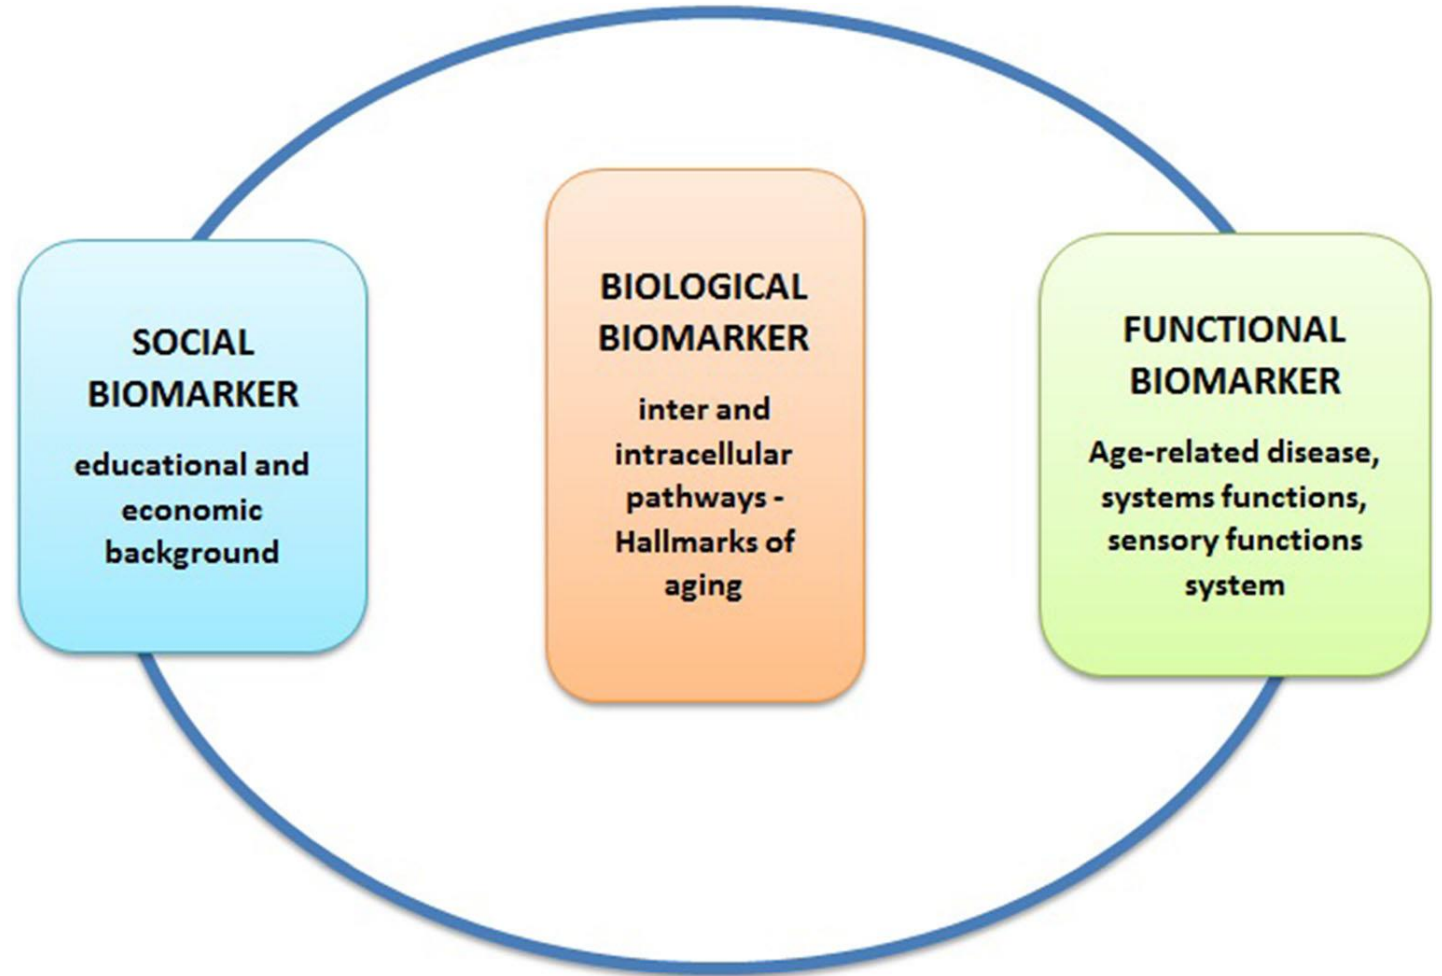 SOCIAL
BIOMARKER
educational and
economic
background
BIOLOGICAL
BIOMARKER
inter and
intracellular
pathways -
Hallmarks of
aging
FUNCTIONAL
BIOMARKER
Age-related disease,
systems functions,
sensory functions
system